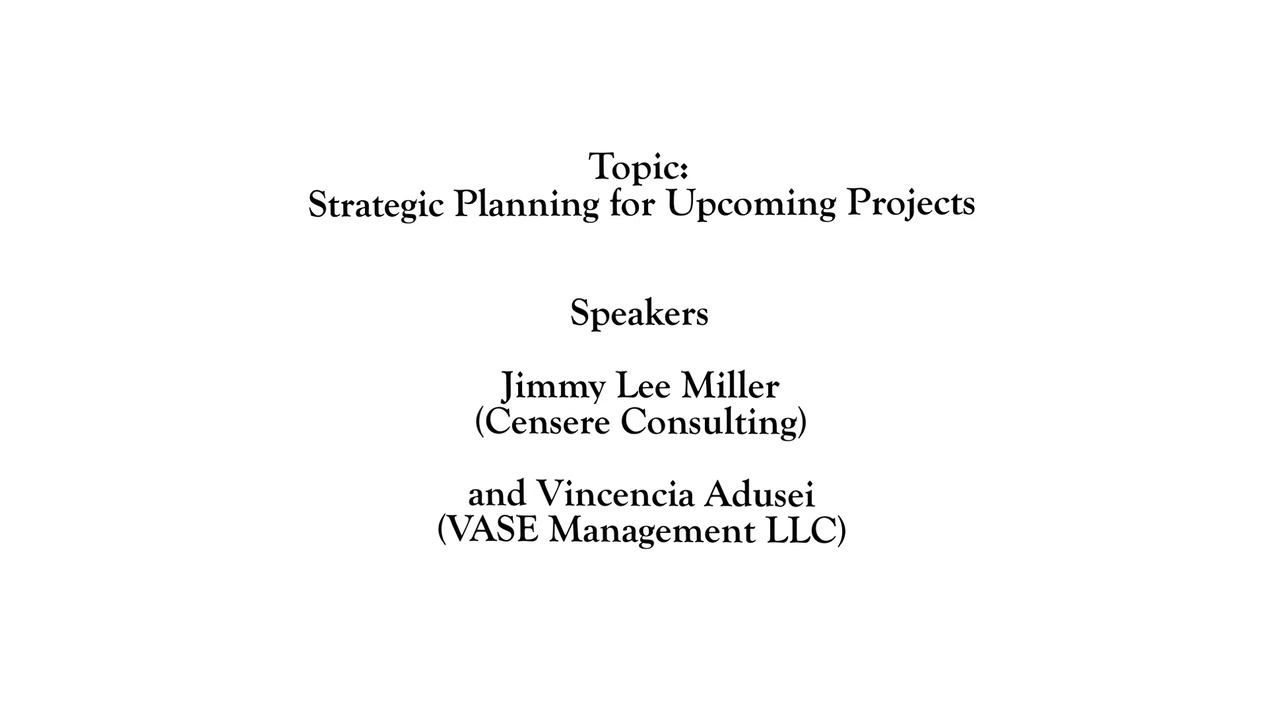 Topic:
Strategic Planning for Upcoming Projects
Speakers
Jimmy Lee Miller
(Censere Consulting)
and Vincencia Adusei
(VASE Management LLC)